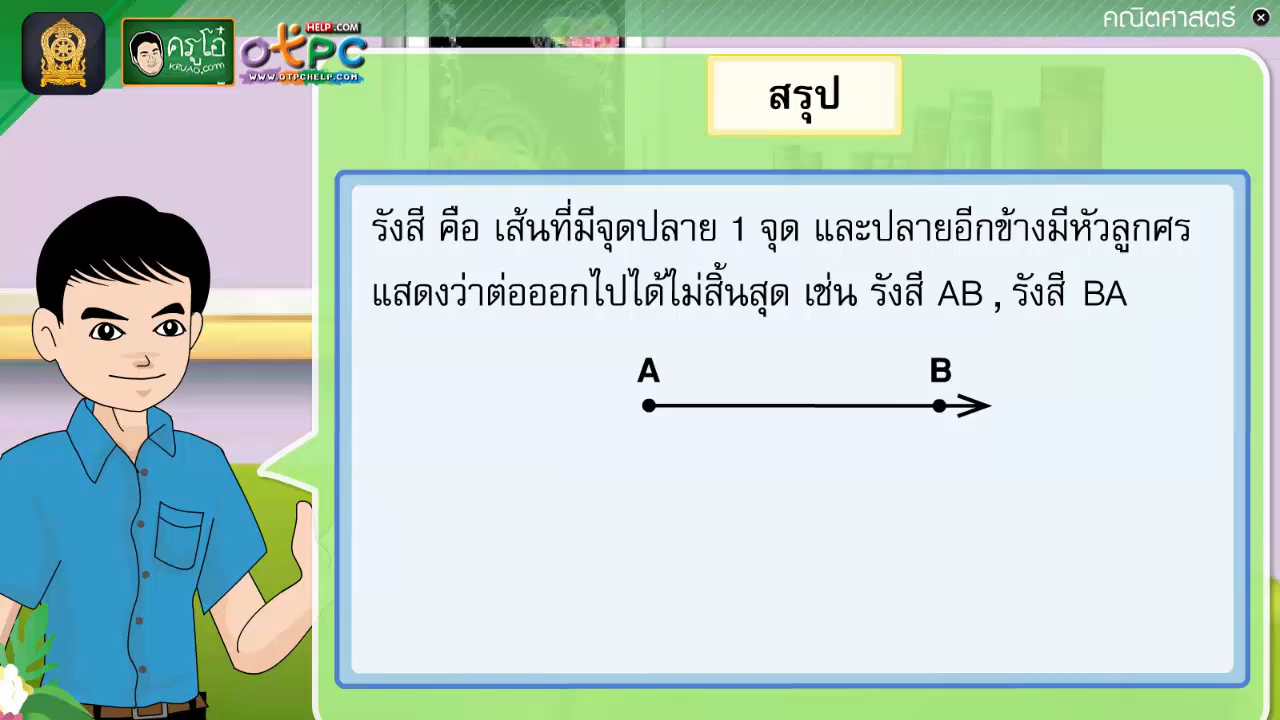 คณิตศาสตร์
ครูโอ๋
KRUAO.com
HELP.COM
OTPC
WWW.OTPCHELP.COM
สรุป
รังสี คือ เส้นที่มีจุดปลาย 1 จุด และปลายอีกข้างมีหัวลูกศร
แสดงว่าต่อออกไปได้ไม่สิ้นสุด เช่น รังสี AB , รังสี BA
A B